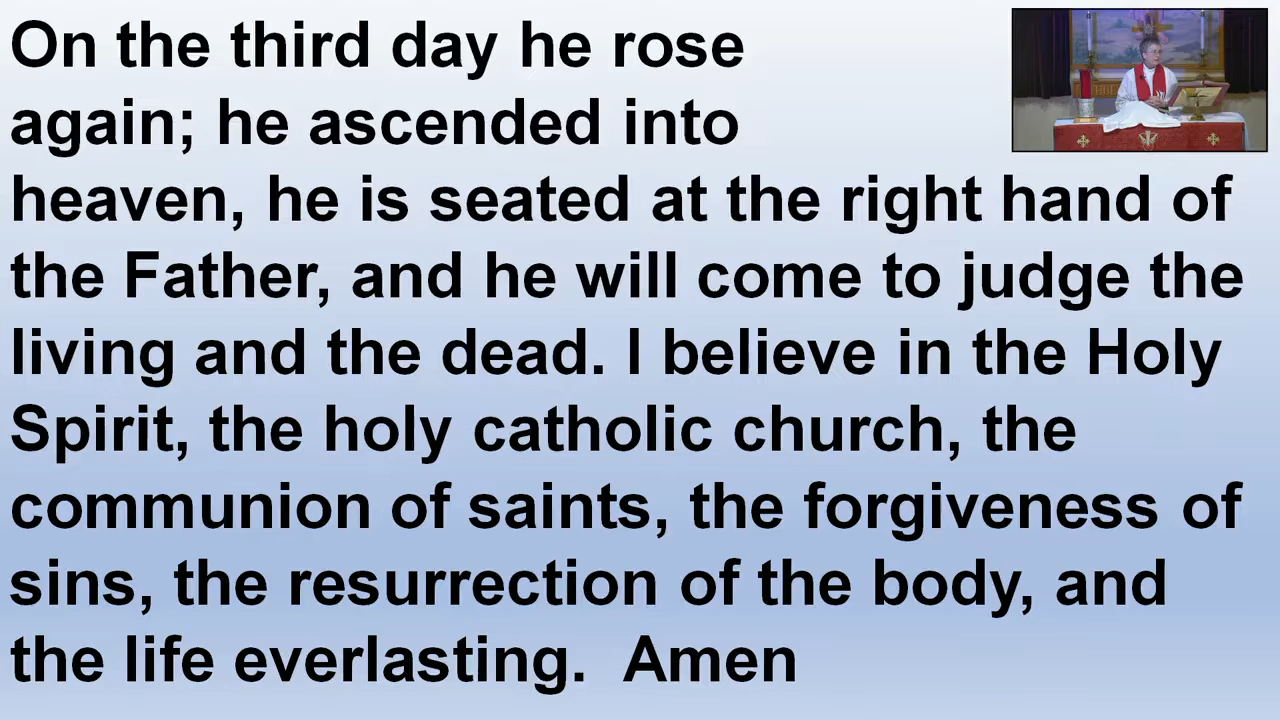 On the third day he rose
again; he ascended into
heaven, he is seated at the right hand of
the Father, and he will come to judge the
living and the dead. I believe in the Holy
Spirit, the holy catholic church, the
communion of saints, the forgiveness of
sins, the resurrection of the body, and
the life everlasting.  Amen